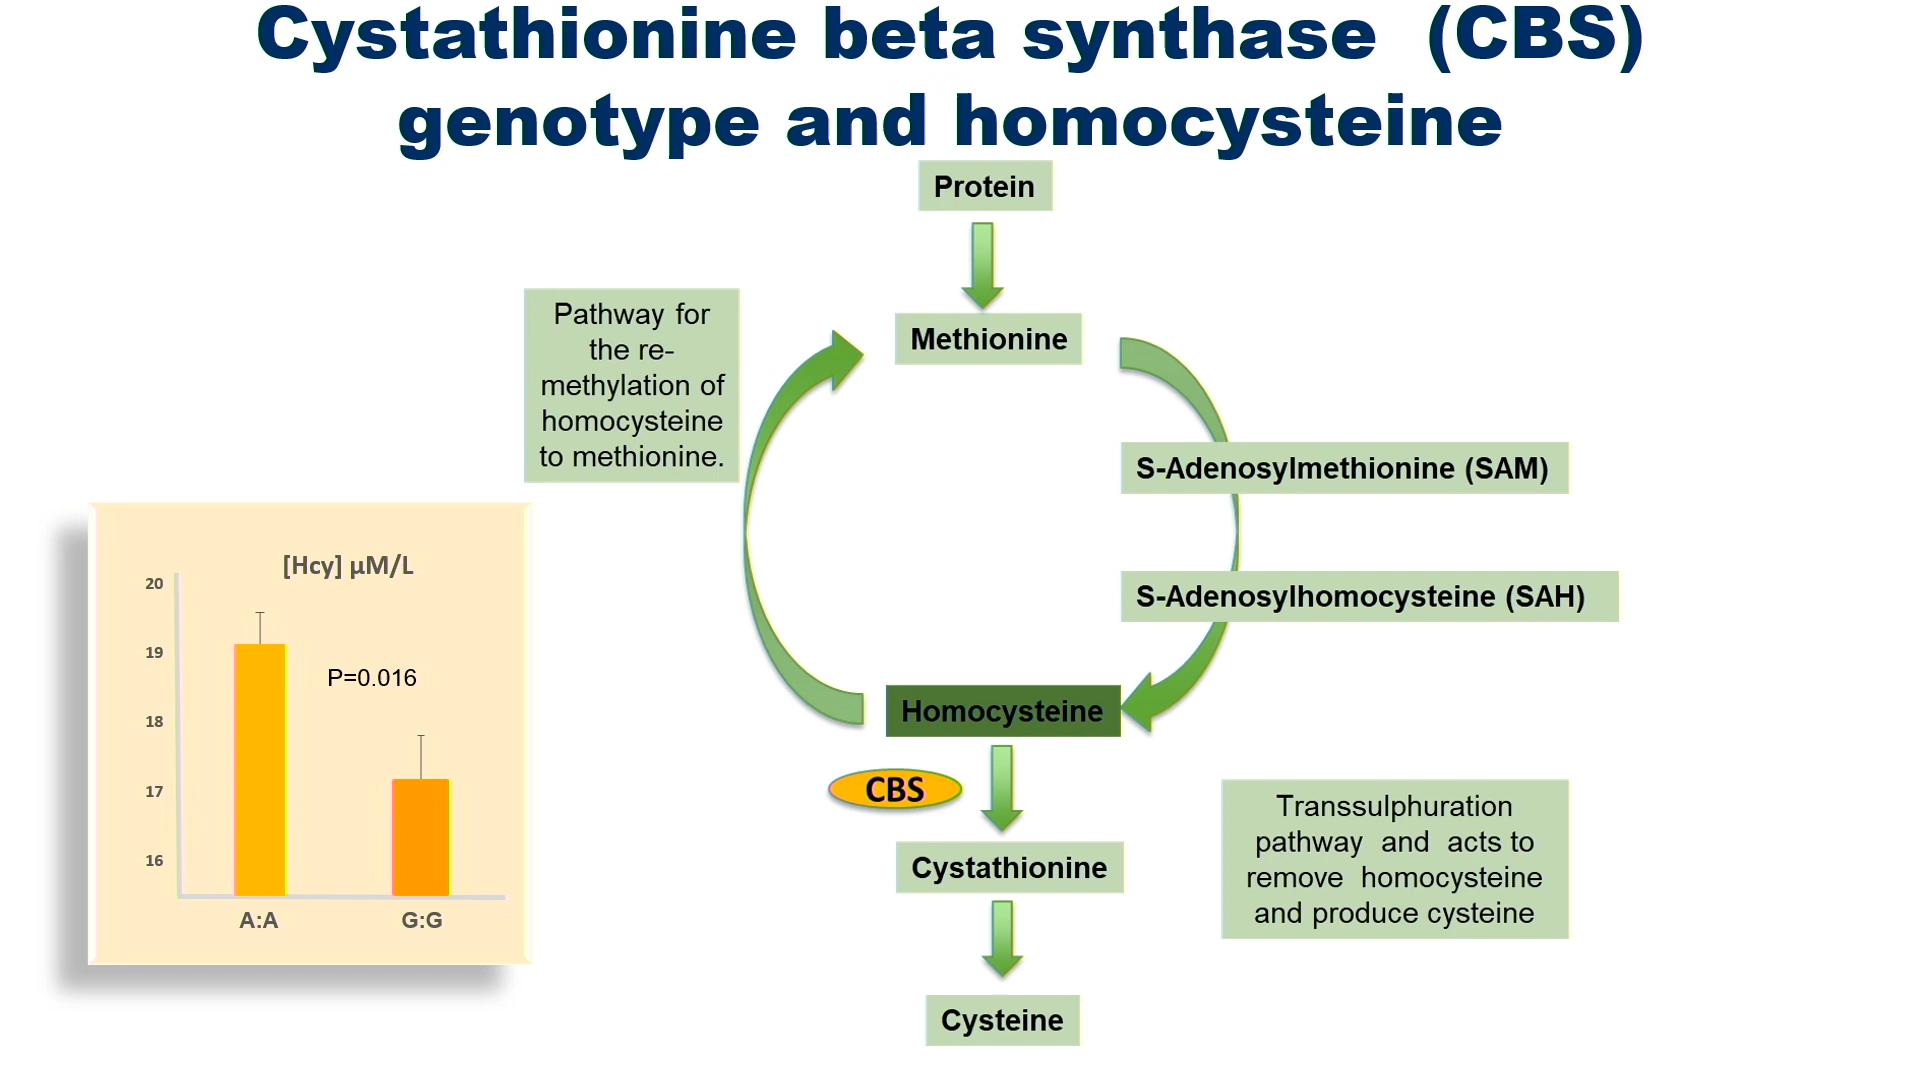 Cystathionine beta synthase (CBS)
genotype and homocysteine
Protein
Methionine
Pathway for
the re-
methylation of
homocysteine
to methionine.
S-Adenosylmethionine (SAM)
S-Adenosylhomocysteine (SAH)
Homocysteine
CBS
Cystathionine
Cysteine
Transsulphuration
pathway and acts to
remove homocysteine
and produce cysteine
[Hcy] µM/L
20
19
18
17
16
P=0.016
A:A
G:G